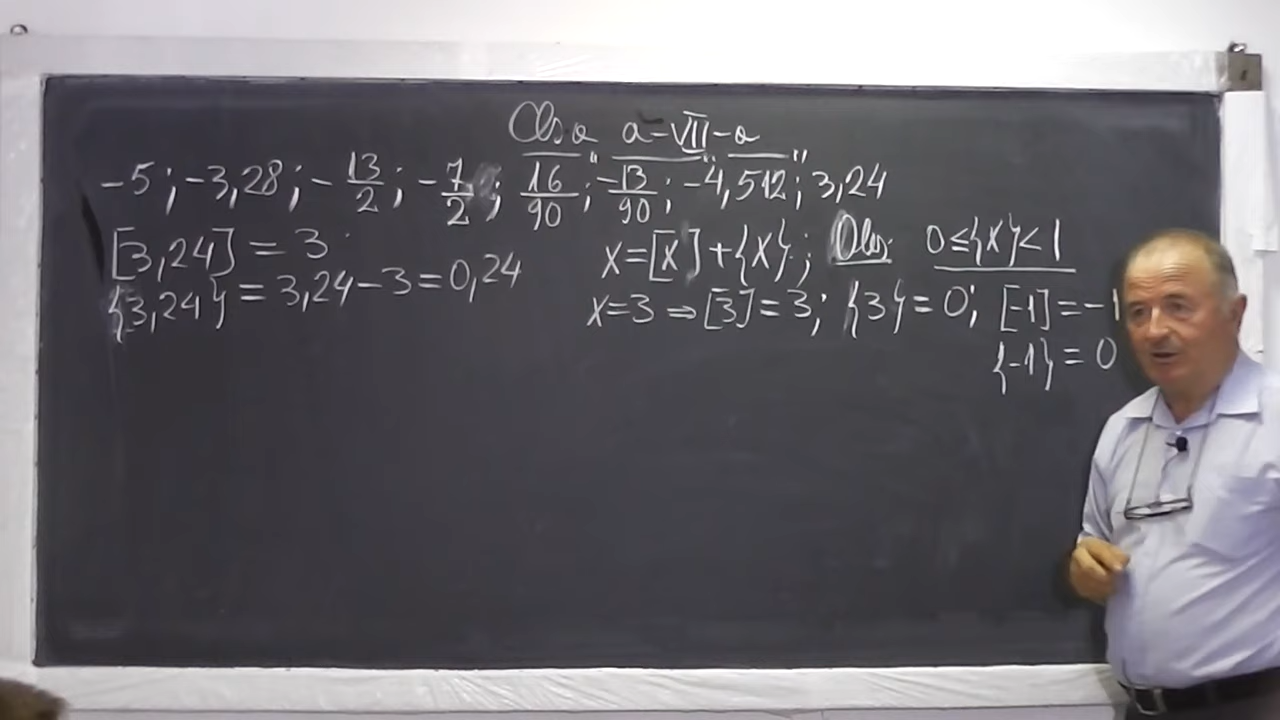 Cls. a a-VII-a
-5; -3,28; -13/2; -7/2; 16/90; -13/90; -4,512; 3,24
[3,24] = 3
{3,24} = 3,24-3 = 0,24
x=[x]+{x}; Obs: 0≤{x}<1
x=3 ⇒ [3] = 3; {3} = 0; [-1] = -1
{-1} = 0